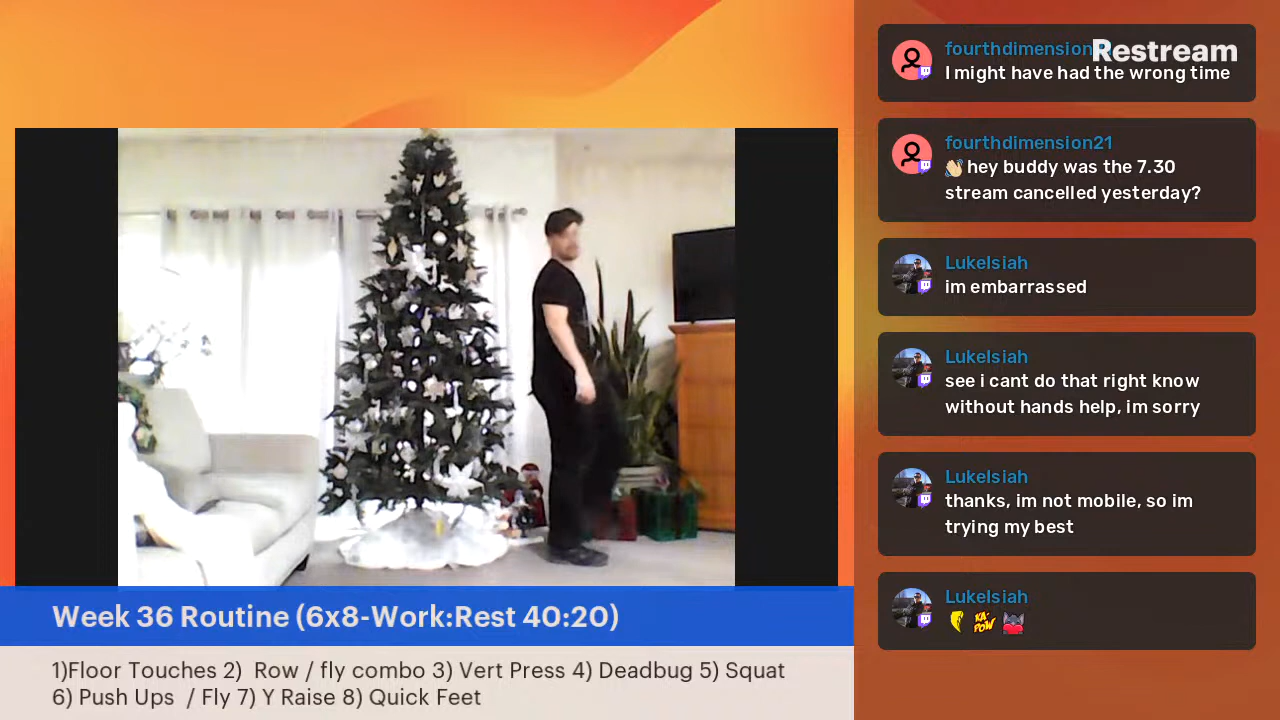 fourthdimension
Restream
I might have had the wrong time
fourthdimension21
👋🏻 hey buddy was the 7.30
stream cancelled yesterday?
LukeIsiah
im embarrassed
LukeIsiah
see i cant do that right know
without hands help, im sorry
LukeIsiah
thanks, im not mobile, so im
trying my best
LukeIsiah
KA-
POW
Week 36 Routine (6x8-Work:Rest 40:20)
1)Floor Touches 2)  Row / fly combo 3) Vert Press 4) Deadbug 5) Squat
6) Push Ups  / Fly 7) Y Raise 8) Quick Feet